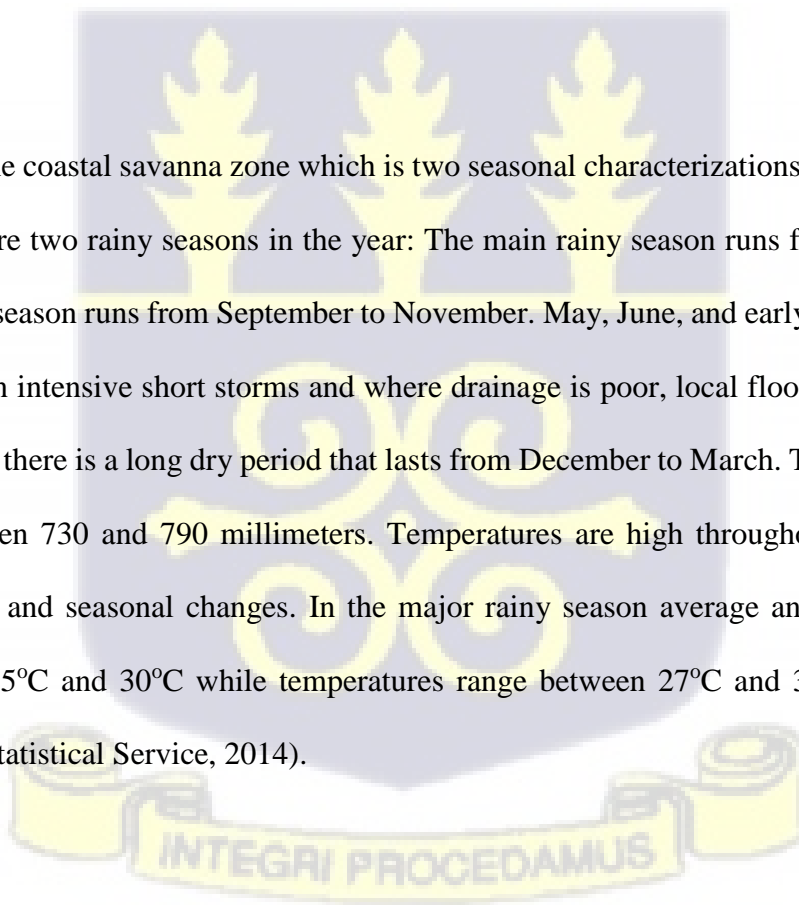 e coastal savanna zone which is two seasonal characterizations
re two rainy seasons in the year: The main rainy season runs f
season runs from September to November. May, June, and early
n intensive short storms and where drainage is poor, local floo
there is a long dry period that lasts from December to March. T
en 730 and 790 millimeters. Temperatures are high througho
and seasonal changes. In the major rainy season average an
5°C and 30°C while temperatures range between 27°C and 3
tatistical Service, 2014).
INTEGRI PROCEDAMUS